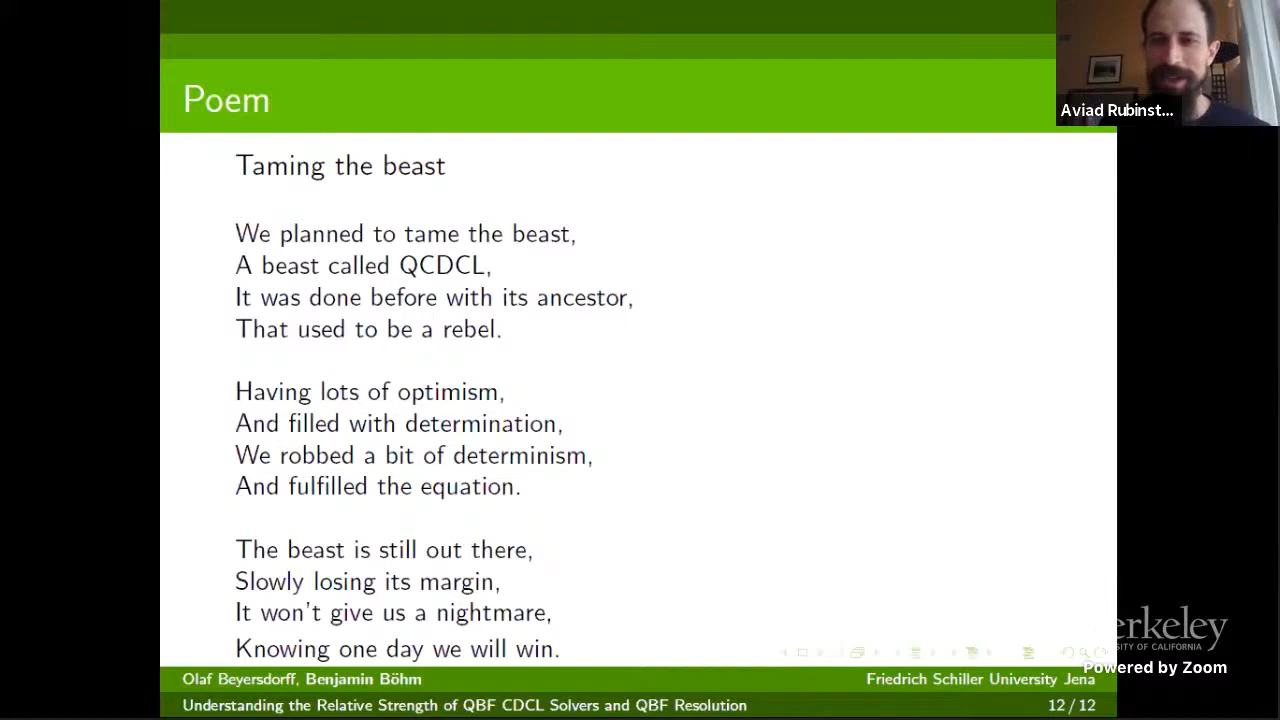 Poem
Aviad Rubinst...
Taming the beast
We planned to tame the beast,
A beast called QCDCL,
It was done before with its ancestor,
That used to be a rebel.
Having lots of optimism,
And filled with determination,
We robbed a bit of determinism,
And fulfilled the equation.
The beast is still out there,
Slowly losing its margin,
It won't give us a nightmare,
Knowing one day we will win.
erkeley
SITY OF CALIFORNIA
Powered by Zoom
Olaf Beyersdorff, Benjamin Böhm
Friedrich Schiller University Jena
Understanding the Relative Strength of QBF CDCL Solvers and QBF Resolution
12 / 12